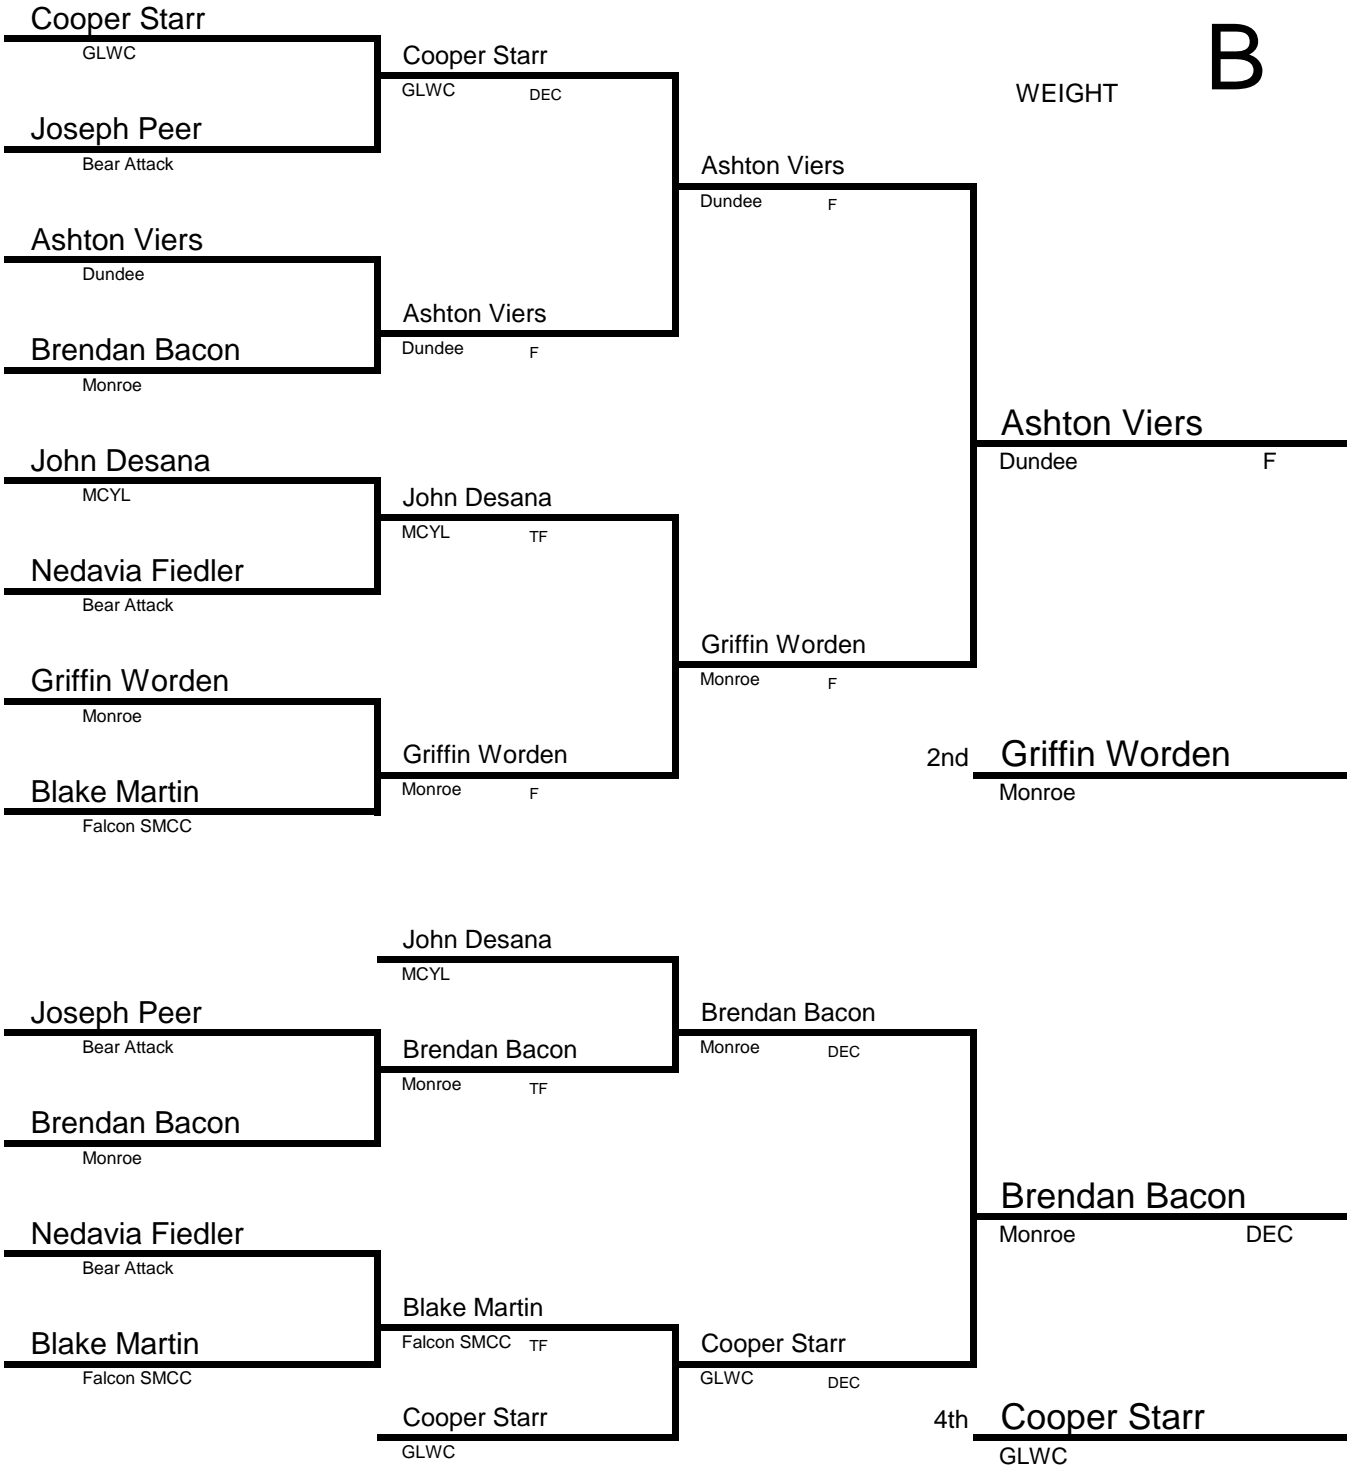 Cooper Starr
GLWC
Cooper Starr
GLWC DEC
B
WEIGHT
Joseph Peer
Bear Attack
Ashton Viers
Dundee F
Ashton Viers
Dundee
Ashton Viers
Dundee F
Brendan Bacon
Monroe
Ashton Viers
Dundee F
John Desana
MCYL
John Desana
MCYL TF
Nedavia Fiedler
Bear Attack
Griffin Worden
Monroe F
Griffin Worden
Monroe
Griffin Worden
Monroe F
2nd Griffin Worden
Monroe
Blake Martin
Falcon SMCC
John Desana
MCYL
Joseph Peer
Bear Attack
Brendan Bacon
Monroe DEC
Brendan Bacon
Monroe TF
Brendan Bacon
Monroe
Brendan Bacon
Monroe DEC
Nedavia Fiedler
Bear Attack
Blake Martin
Falcon SMCC TF
Blake Martin
Falcon SMCC
Cooper Starr
GLWC DEC
Cooper Starr
GLWC
4th Cooper Starr
GLWC